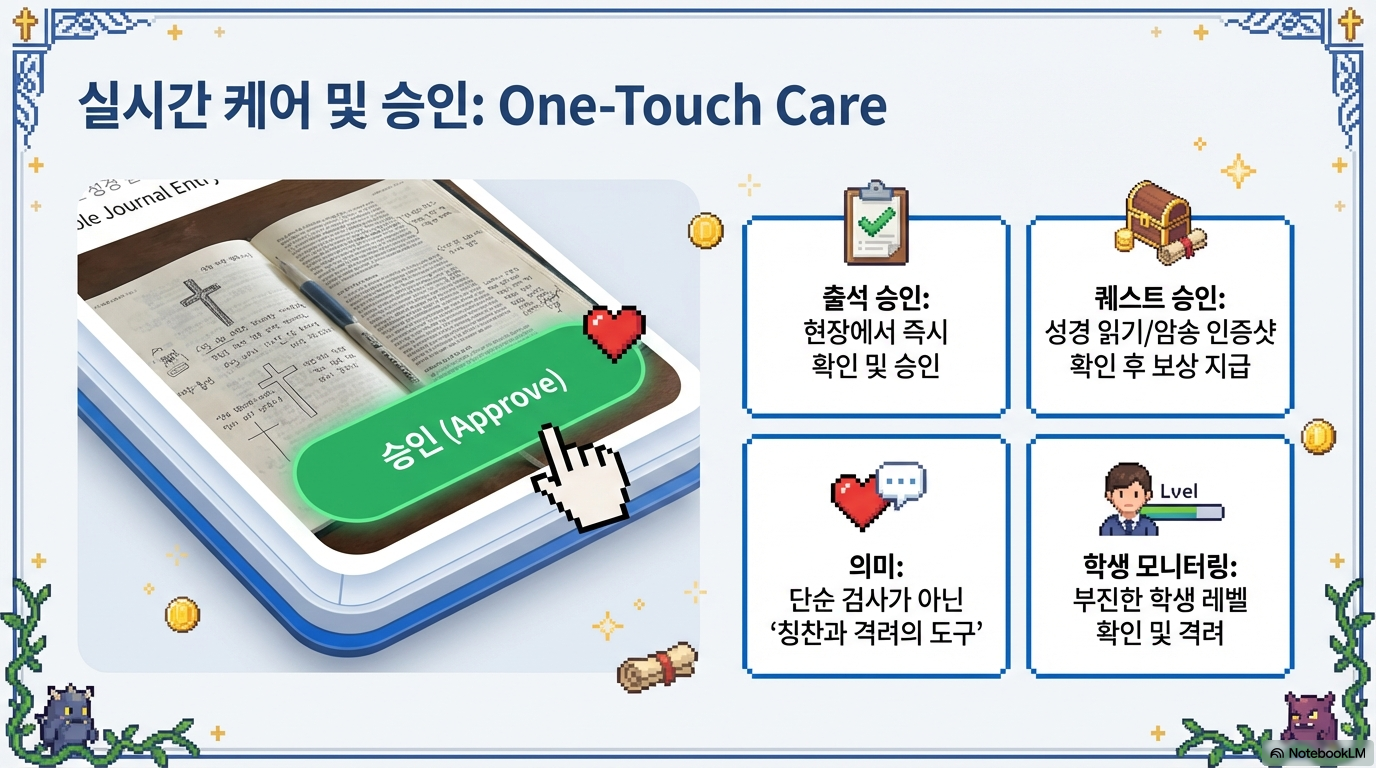 실시간 케어 및 승인: One-Touch Care
성경
ble Journal Entry
승인 (Approve)
출석 승인:
현장에서 즉시
확인 및 승인
퀘스트 승인:
성경 읽기/암송 인증샷
확인 후 보상 지급
의미:
단순 검사가 아닌
‘칭찬과 격려의 도구’
Lvel
학생 모니터링:
부진한 학생 레벨
확인 및 격려
NotebookLM